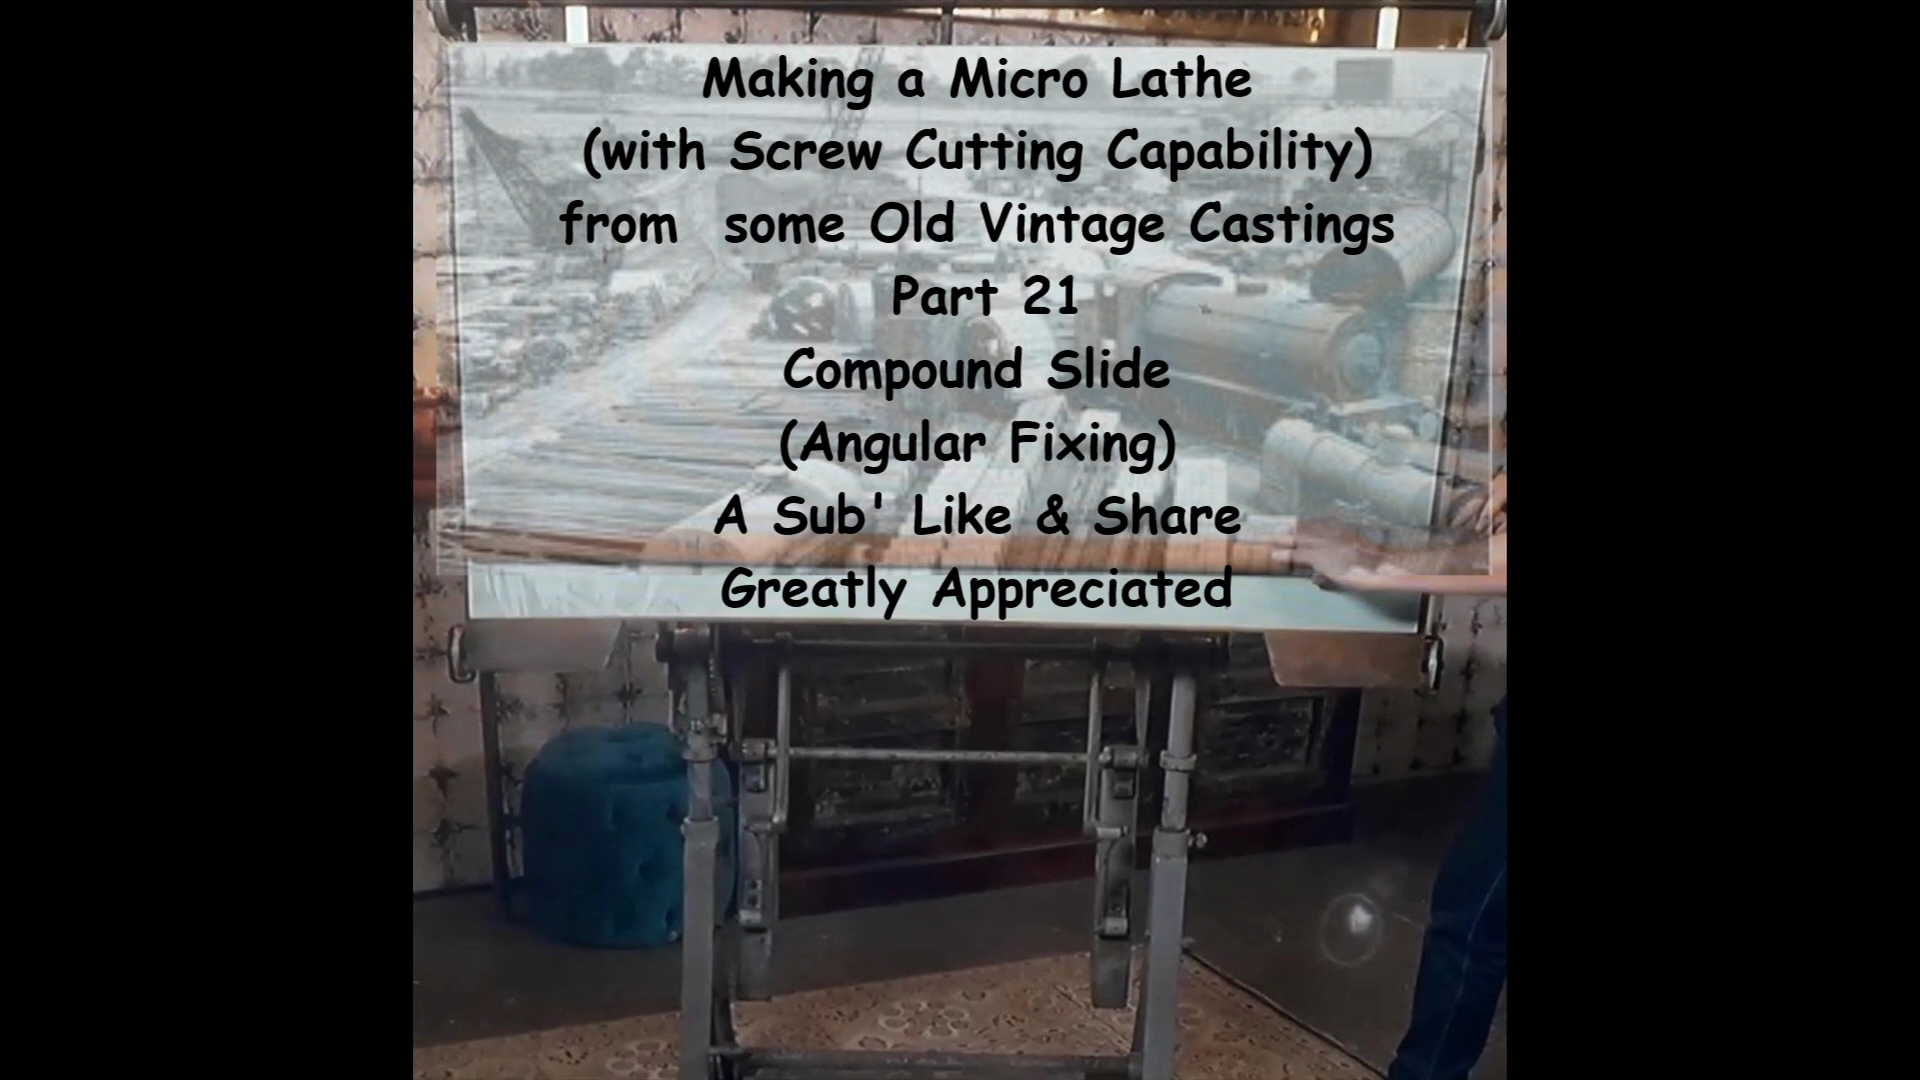 Making a Micro Lathe
(with Screw Cutting Capability)
from some Old Vintage Castings
Part 21
Compound Slide
(Angular Fixing)
A Sub' Like & Share
Greatly Appreciated